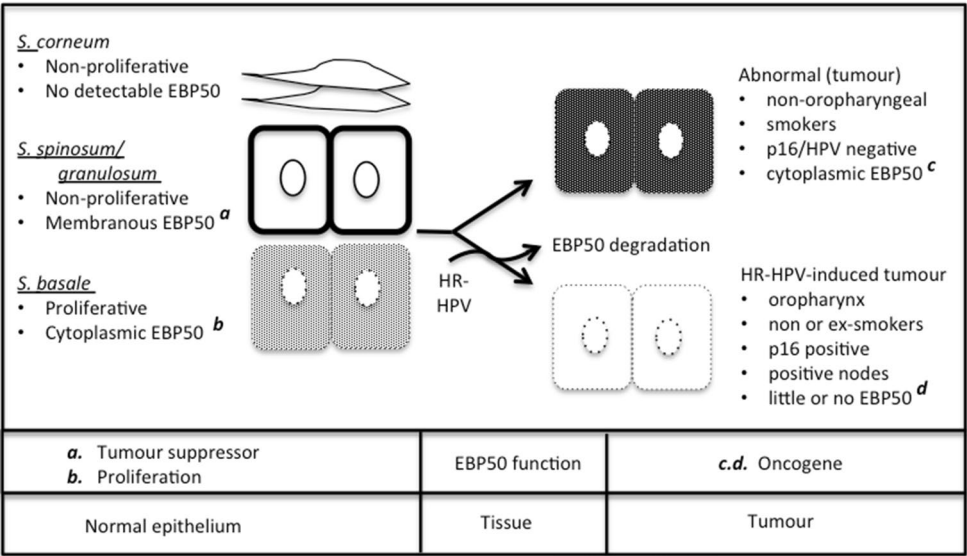 S. corneum
• Non-proliferative
• No detectable EBP50
S. spinosum/
granulosum
• Non-proliferative
• Membranous EBP50 a
S. basale
• Proliferative
• Cytoplasmic EBP50 b
HR-
HPV
EBP50 degradation
Abnormal (tumour)
• non-oropharyngeal
• smokers
• p16/HPV negative
• cytoplasmic EBP50 c
HR-HPV-induced tumour
• oropharynx
• non or ex-smokers
• p16 positive
• positive nodes
• little or no EBP50 d
a. Tumour suppressor
b. Proliferation
EBP50 function
c.d. Oncogene
Normal epithelium
Tissue
Tumour